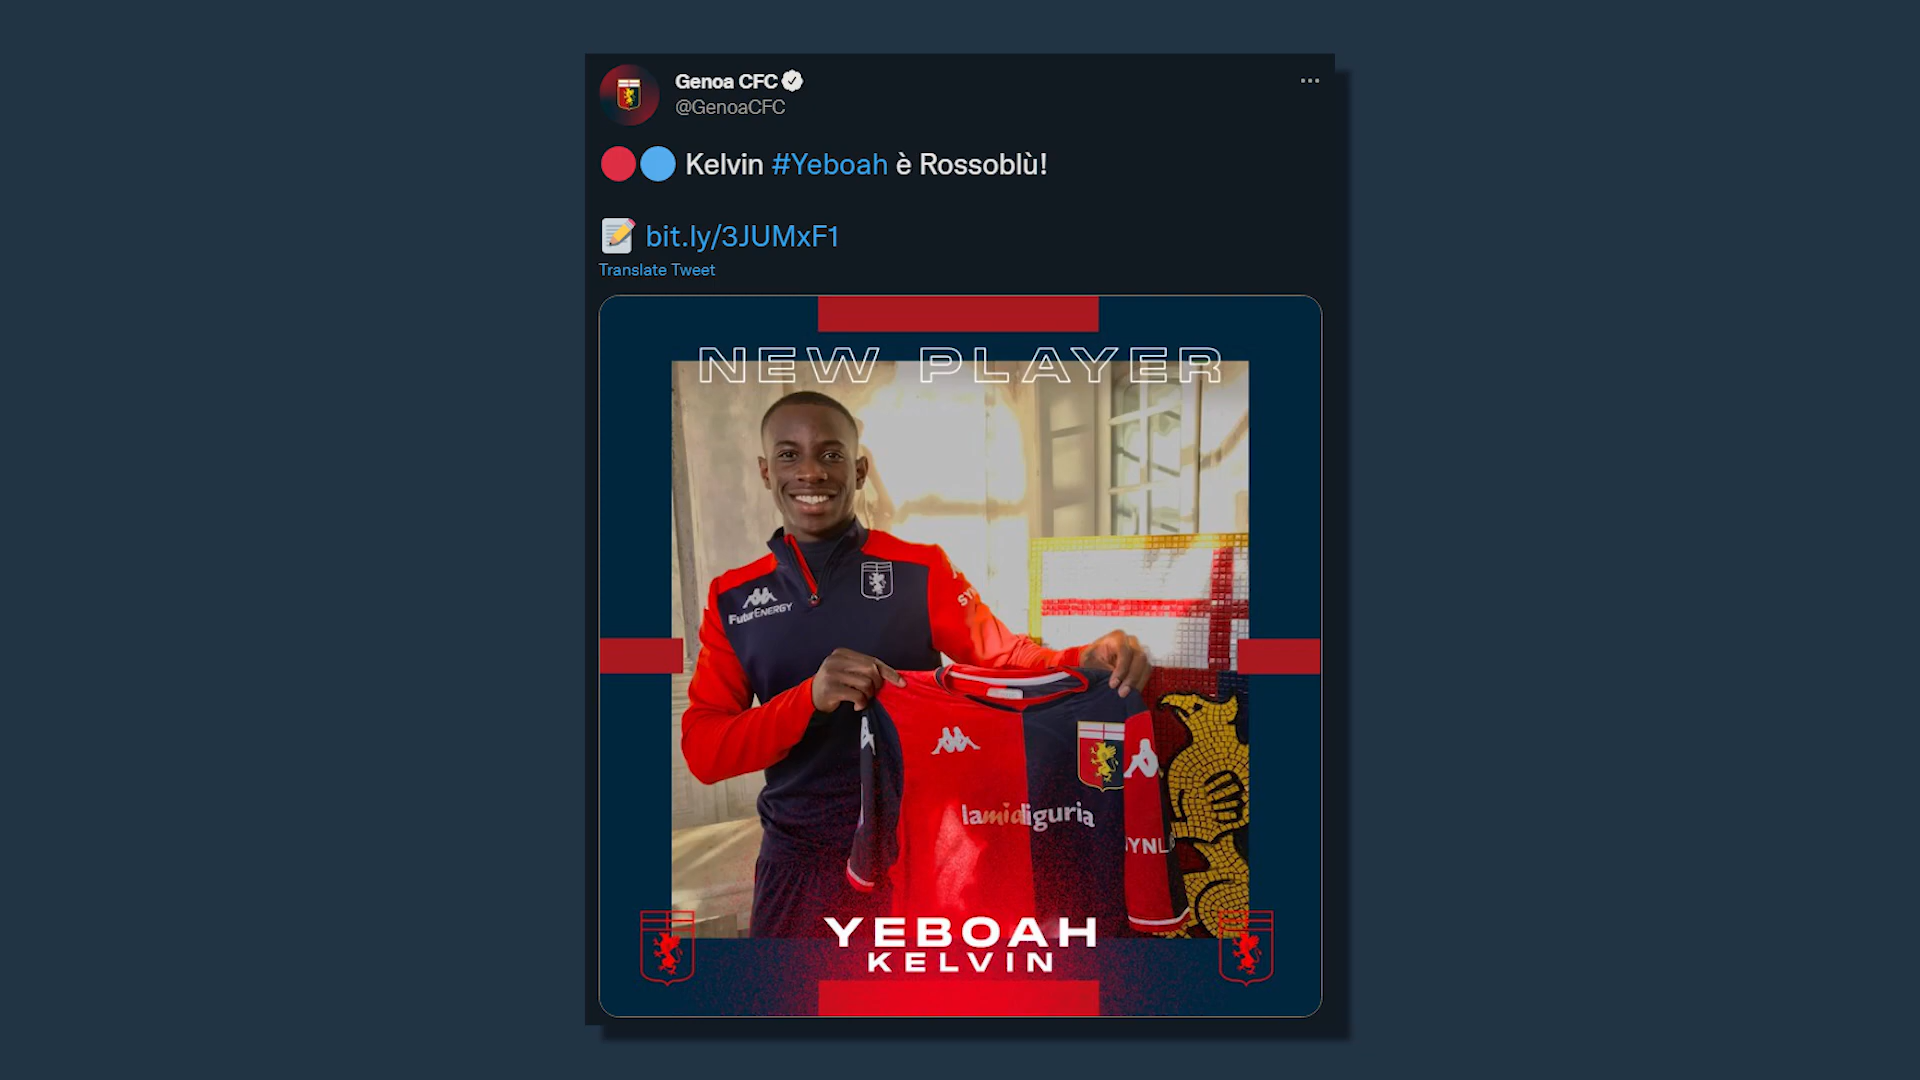 Genoa CFC
@GenoaCFC
Kelvin #Yeboah è Rossoblù!
bit.ly/3JUMxF1
Translate Tweet
NEW PLAYER
FuturENERGY
lamialiguria
YEBOAH
KELVIN